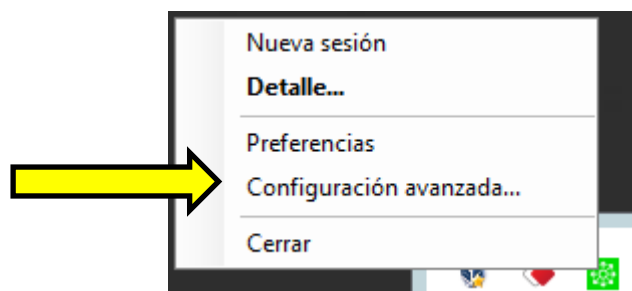 Nueva sesión
Detalle...
Preferencias
Configuración avanzada...
Cerrar